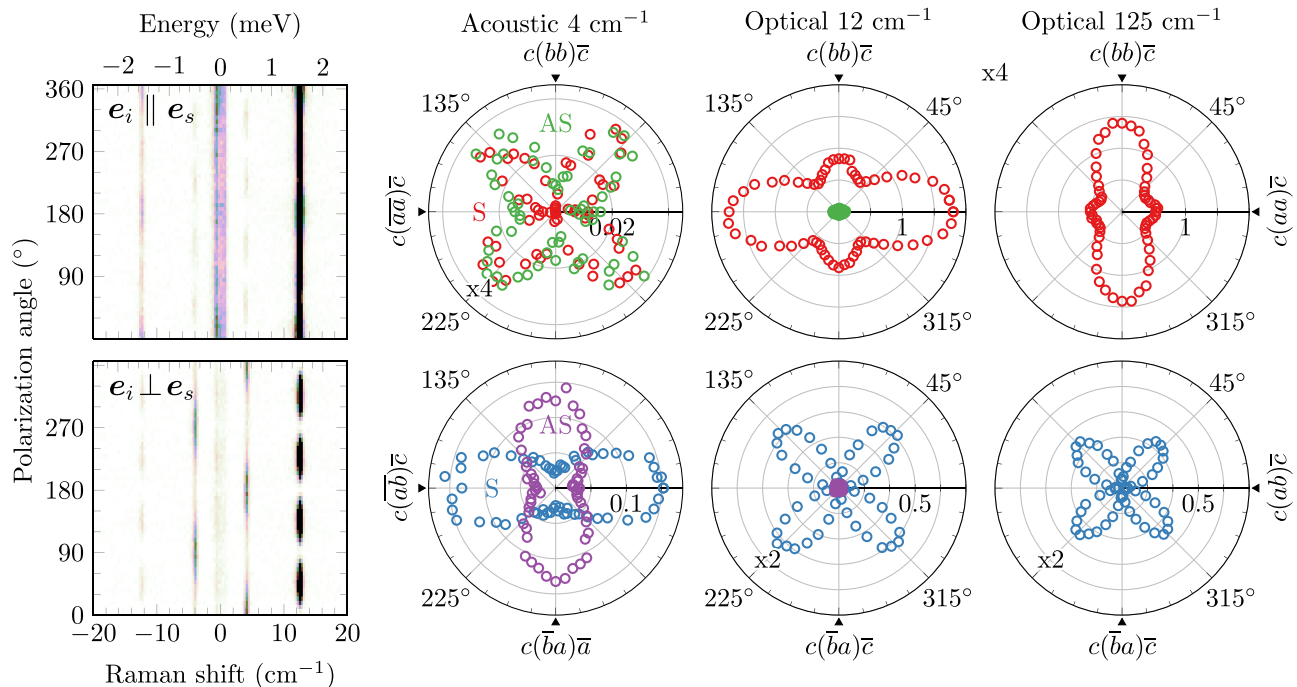 Energy (meV)
−2 −1 0 1 2
Polarization angle (°)
360
270
180
90
e_i ∥ e_s
270
180
90
0
e_i ⊥ e_s
−20 −10 0 10 20
Raman shift (cm⁻¹)
Acoustic 4 cm⁻¹
c(bb)c̅
135°
AS
S
0.02
x4
c(a̅a̅)c̅
225°
Optical 12 cm⁻¹
c(bb)c̅
135° 45°
1
225° 315°
Optical 125 cm⁻¹
c(bb)c̅
x4
45°
1
c(aa)c̅
315°
135°
AS
S
0.1
c(a̅b̅)c̅
225°
c(b̅a)a̅
135° 45°
0.5
x2
225° 315°
c(b̅a)c̅
45°
0.5
x2
c(ab)c̅
315°
c(b̅a)c̅